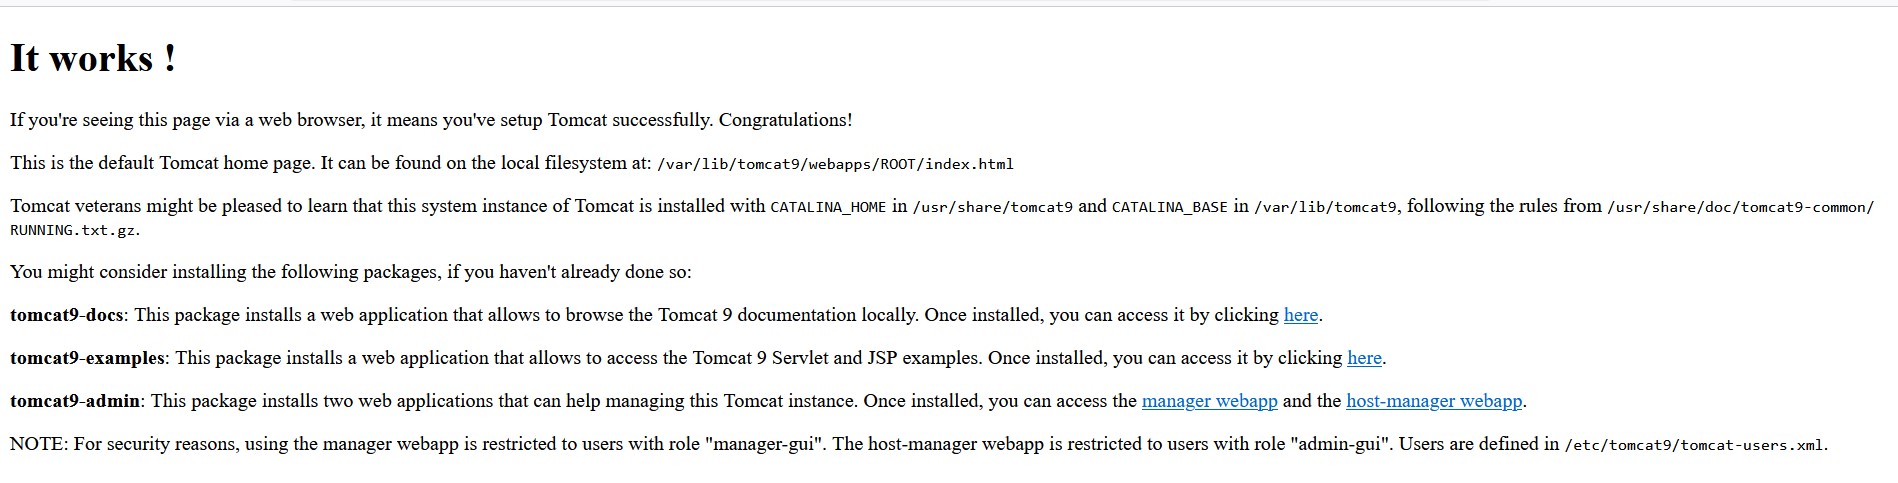 It works !
If you're seeing this page via a web browser, it means you've setup Tomcat successfully. Congratulations!
This is the default Tomcat home page. It can be found on the local filesystem at: /var/lib/tomcat9/webapps/ROOT/index.html
Tomcat veterans might be pleased to learn that this system instance of Tomcat is installed with CATALINA_HOME in /usr/share/tomcat9 and CATALINA_BASE in /var/lib/tomcat9, following the rules from /usr/share/doc/tomcat9-common/
RUNNING.txt.gz.
You might consider installing the following packages, if you haven't already done so:
tomcat9-docs: This package installs a web application that allows to browse the Tomcat 9 documentation locally. Once installed, you can access it by clicking here.
tomcat9-examples: This package installs a web application that allows to access the Tomcat 9 Servlet and JSP examples. Once installed, you can access it by clicking here.
tomcat9-admin: This package installs two web applications that can help managing this Tomcat instance. Once installed, you can access the manager webapp and the host-manager webapp.
NOTE: For security reasons, using the manager webapp is restricted to users with role "manager-gui". The host-manager webapp is restricted to users with role "admin-gui". Users are defined in /etc/tomcat9/tomcat-users.xml.